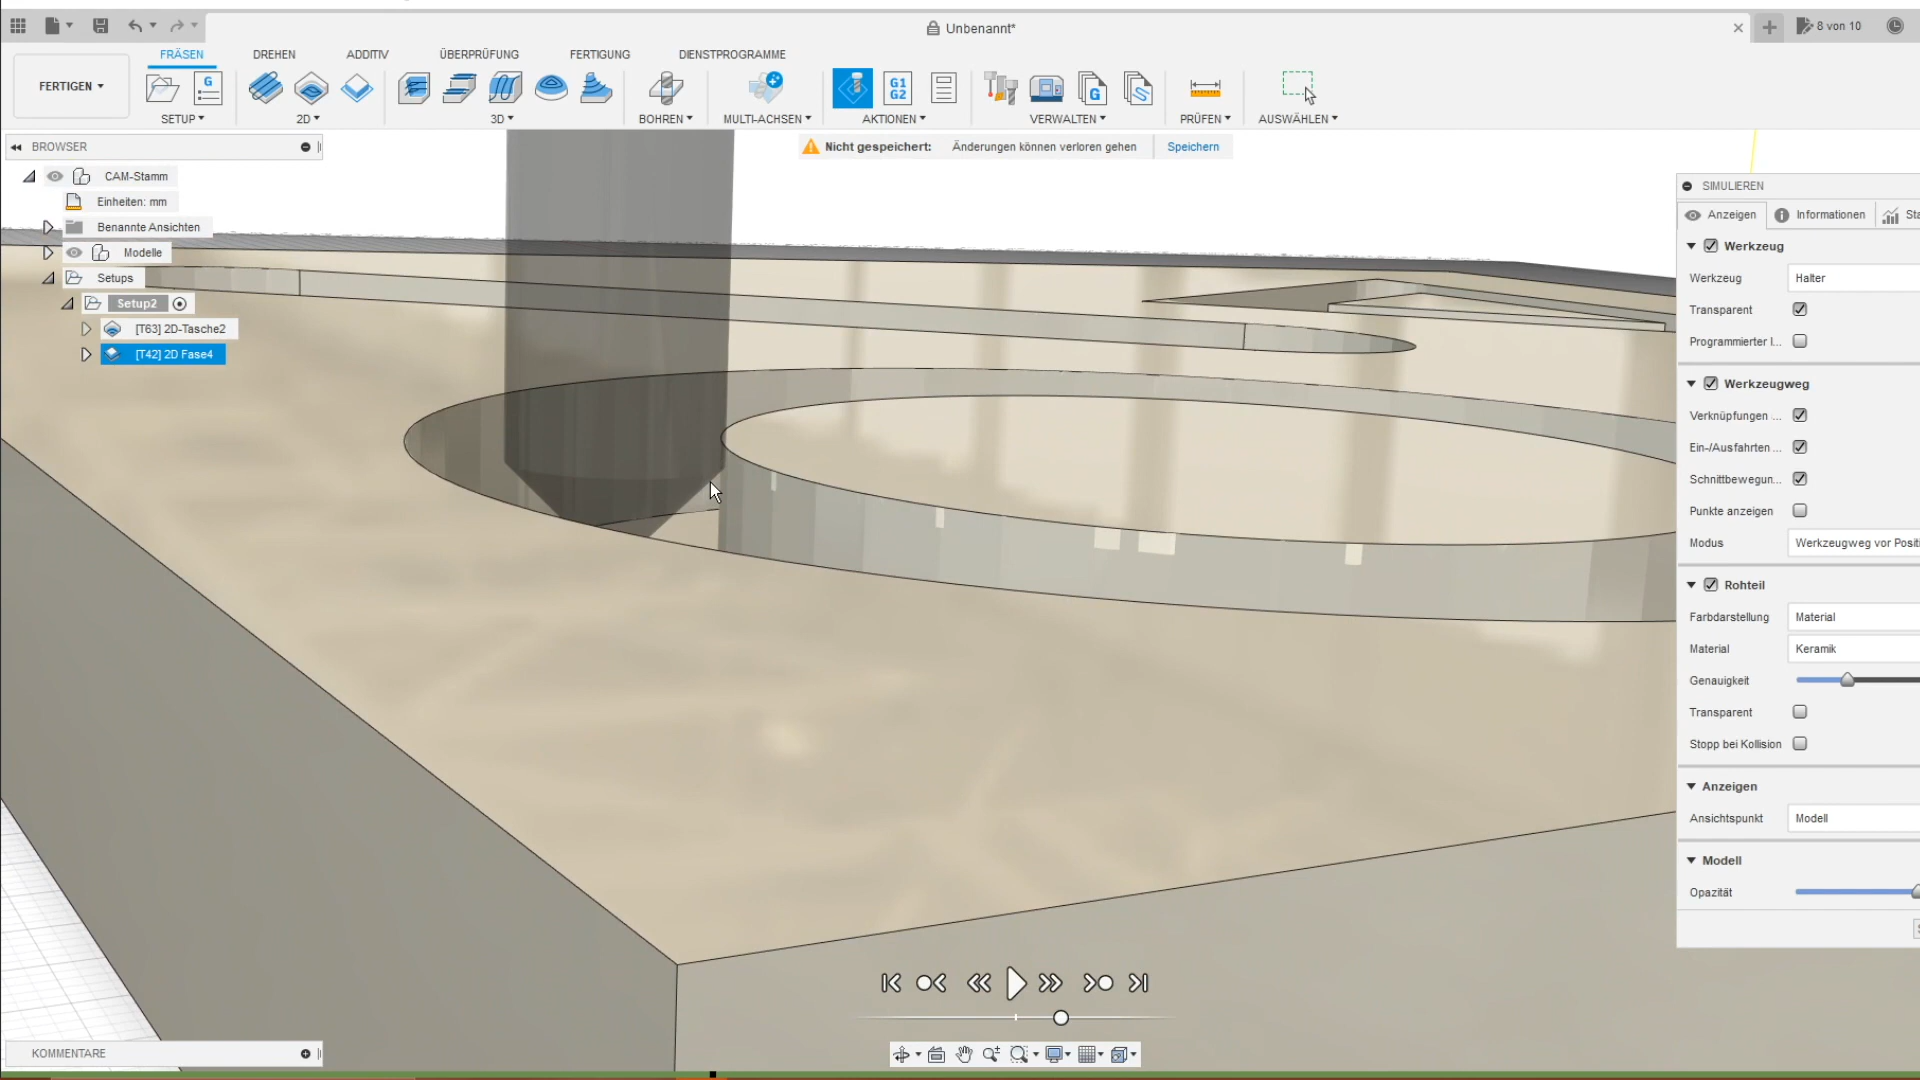 Unbenannt*
8 von 10
FRÄSEN
DREHEN
ADDITIV
ÜBERPRÜFUNG
FERTIGUNG
DIENSTPROGRAMME
FERTIGEN
G
G1
G2
G
SETUP
2D
3D
BOHREN
MULTI-ACHSEN
AKTIONEN
VERWALTEN
PRÜFEN
AUSWÄHLEN
BROWSER
Nicht gespeichert:
Änderungen können verloren gehen
Speichern
CAM-Stamm
Einheiten: mm
Benannte Ansichten
Modelle
Setups
Setup2
[T63] 2D-Tasche2
[T42] 2D Fase4
SIMULIEREN
Anzeigen
Informationen
Sta
Werkzeug
Werkzeug
Halter
Transparent
Programmierter I...
Werkzeugweg
Verknüpfungen ...
Ein-/Ausfahrten ...
Schnittbewegun...
Punkte anzeigen
Modus
Werkzeugweg vor Positi
Rohteil
Farbdarstellung
Material
Material
Keramik
Genauigkeit
Transparent
Stopp bei Kollision
Anzeigen
Ansichtspunkt
Modell
Modell
Opazität
KOMMENTARE